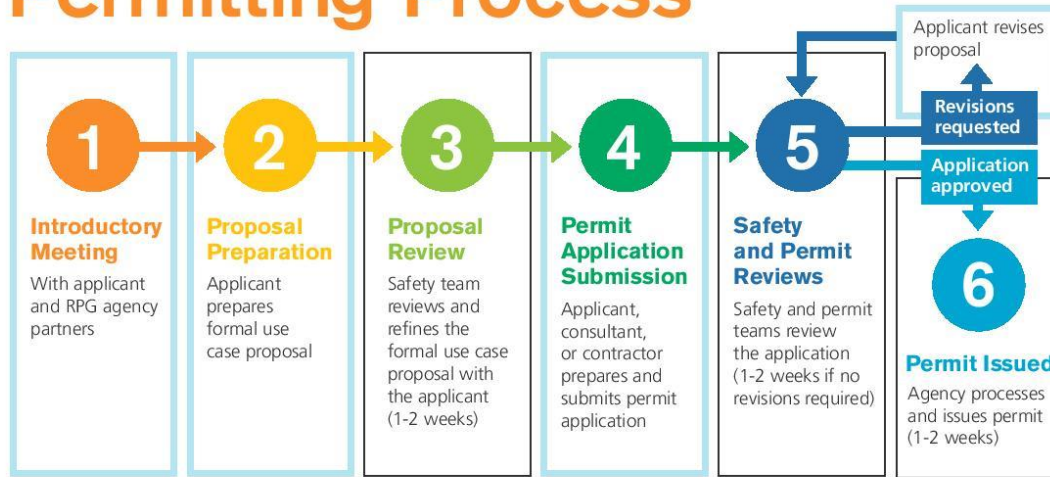 Permitting Process
1
Introductory
Meeting
With applicant
and RPG agency
partners
2
Proposal
Preparation
Applicant
prepares
formal use
case proposal
3
Proposal
Review
Safety team
reviews and
refines the
formal use case
proposal with
the applicant
(1-2 weeks)
4
Permit
Application
Submission
Applicant,
consultant,
or contractor
prepares and
submits permit
application
5
Safety
and Permit
Reviews
Safety and permit
teams review
the application
(1-2 weeks if no
revisions required)
Applicant revises
proposal
Revisions
requested
Application
approved
6
Permit Issued
Agency processes
and issues permit
(1-2 weeks)